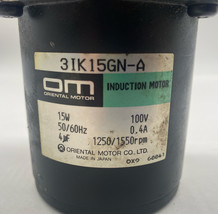 31K15GN-A
OM
ORIENTAL MOTOR
INDUCTION MOTOR
15W 100V
50/60Hz 0.4A
4μF 1250/1550rpm
ORIENTAL MOTOR CO.LTD.
MADE IN JAPAN